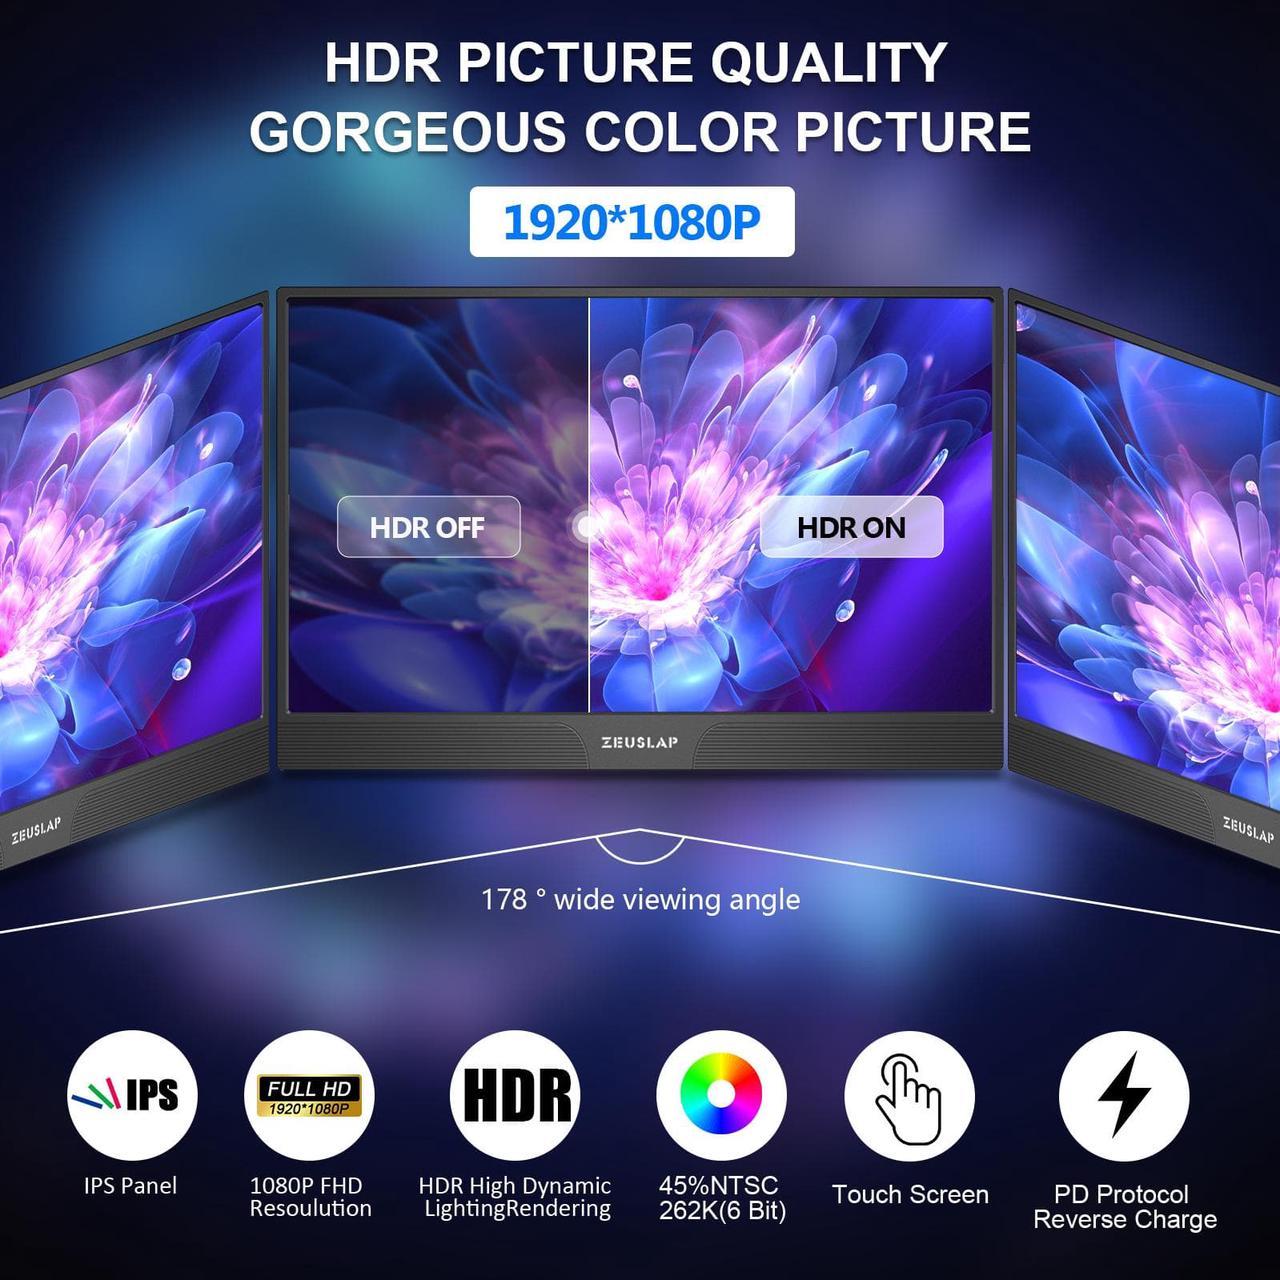 HDR PICTURE QUALITY
GORGEOUS COLOR PICTURE
1920*1080P
HDR OFF
HDR ON
ZEUSLAP
ZEUSLAP
ZEUSLAP
178 ° wide viewing angle
IPS
FULL HD
1920*1080P
HDR
IPS Panel
1080P FHD
Resoulution
HDR High Dynamic
LightingRendering
45%NTSC
262K(6 Bit)
Touch Screen
PD Protocol
Reverse Charge